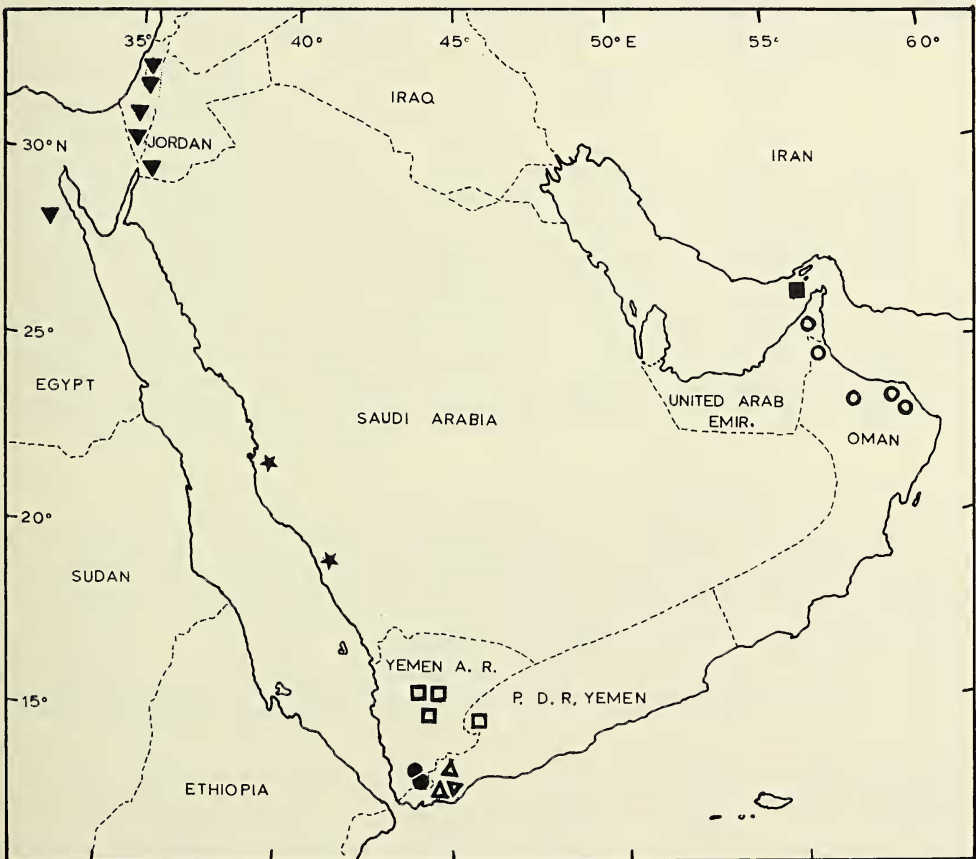 35° 40° 45° 50° E 55° 60°
IRAQ
30° N JORDAN IRAN
25°
EGYPT
SAUDI ARABIA
UNITED ARAB
EMIR.
OMAN
20°
SUDAN
YEMEN A. R.
15°
P. D. R. YEMEN
ETHIOPIA